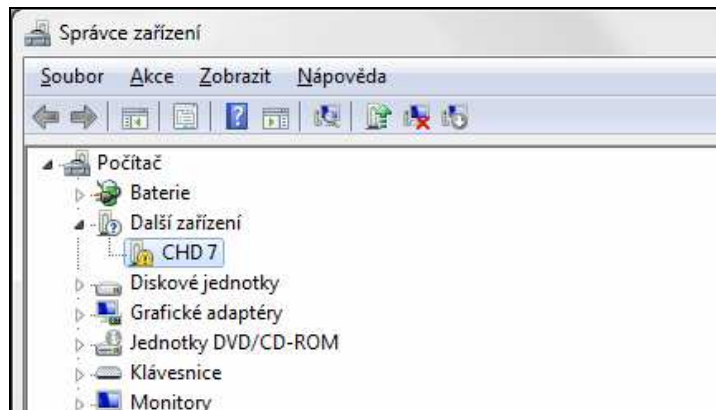 Správce zařízení
Soubor Akce Zobrazit Nápověda
Počítač
Baterie
Další zařízení
CHD 7
Diskové jednotky
Grafické adaptéry
Jednotky DVD/CD-ROM
Klávesnice
Monitory